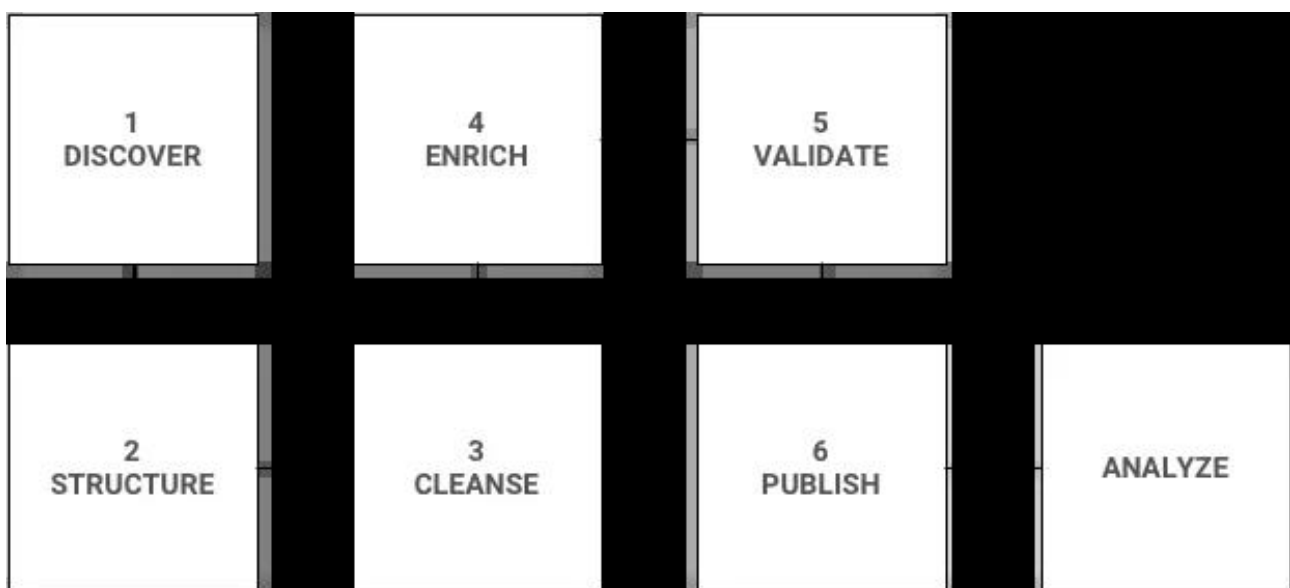 1
DISCOVER
4
ENRICH
5
VALIDATE
2
STRUCTURE
3
CLEANSE
6
PUBLISH
ANALYZE